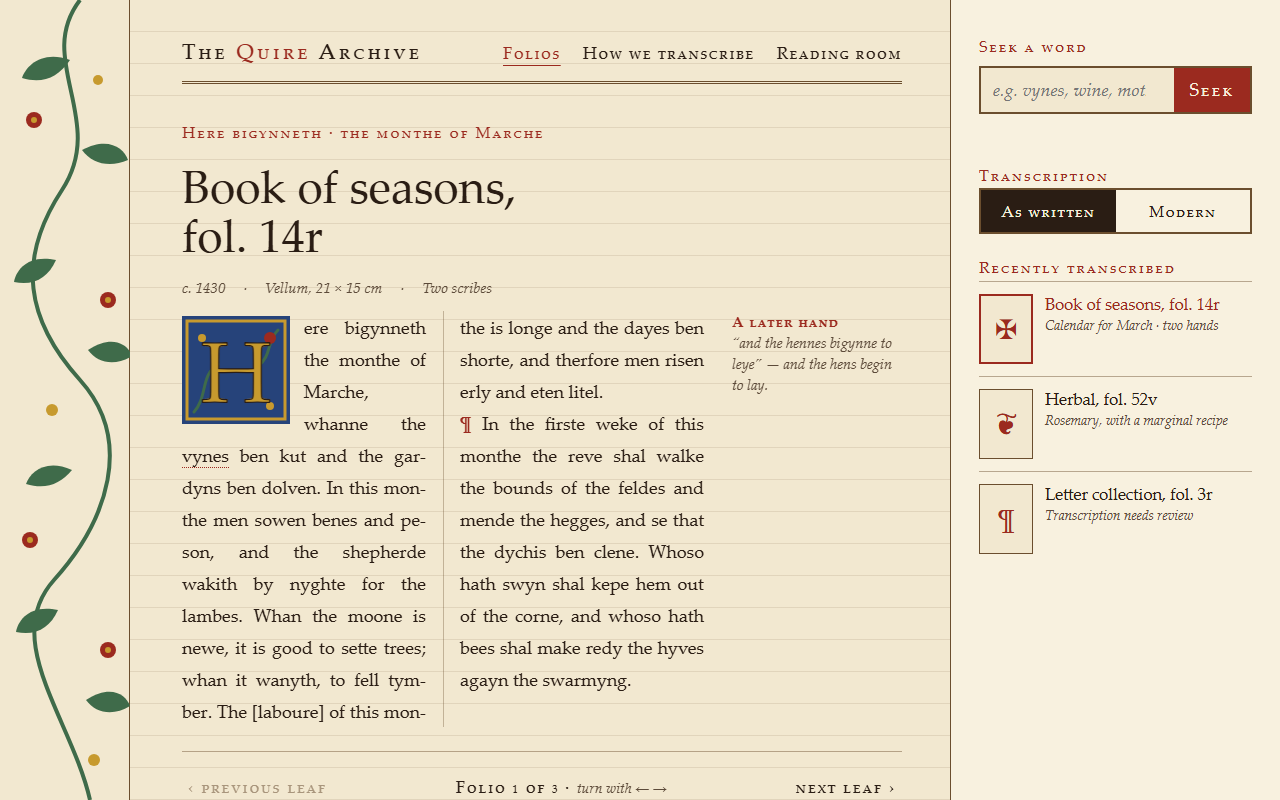 The Quire Archive
Folios How we transcribe Reading room
Here bigynneth · the monthe of Marche
Book of seasons,
fol. 14r
c. 1430 · Vellum, 21 × 15 cm · Two scribes
H
ere bigynneth
the monthe of
Marche,
whanne the
vynes ben kut and the gar-
dyns ben dolven. In this mon-
the men sowen benes and pe-
son, and the shepherde
wakith by nyghte for the
lambes. Whan the moone is
newe, it is good to sette trees;
whan it wanyth, to fell tym-
ber. The [laboure] of this mon-
the is longe and the dayes ben
shorte, and therfore men risen
erly and eten litel.
¶ In the firste weke of this
monthe the reve shal walke
the bounds of the feldes and
mende the hegges, and se that
the dychis ben clene. Whoso
hath swyn shal kepe hem out
of the corne, and whoso hath
bees shal make redy the hyves
agayn the swarmyng.
A later hand
“and the hennes bigynne to
leye” — and the hens begin
to lay.
‹ previous leaf
Folio 1 of 3 · turn with ← →
next leaf ›
Seek a word
e.g. vynes, wine, mot
Seek
Transcription
As written Modern
Recently transcribed
✠
Book of seasons, fol. 14r
Calendar for March · two hands
❦
Herbal, fol. 52v
Rosemary, with a marginal recipe
¶
Letter collection, fol. 3r
Transcription needs review